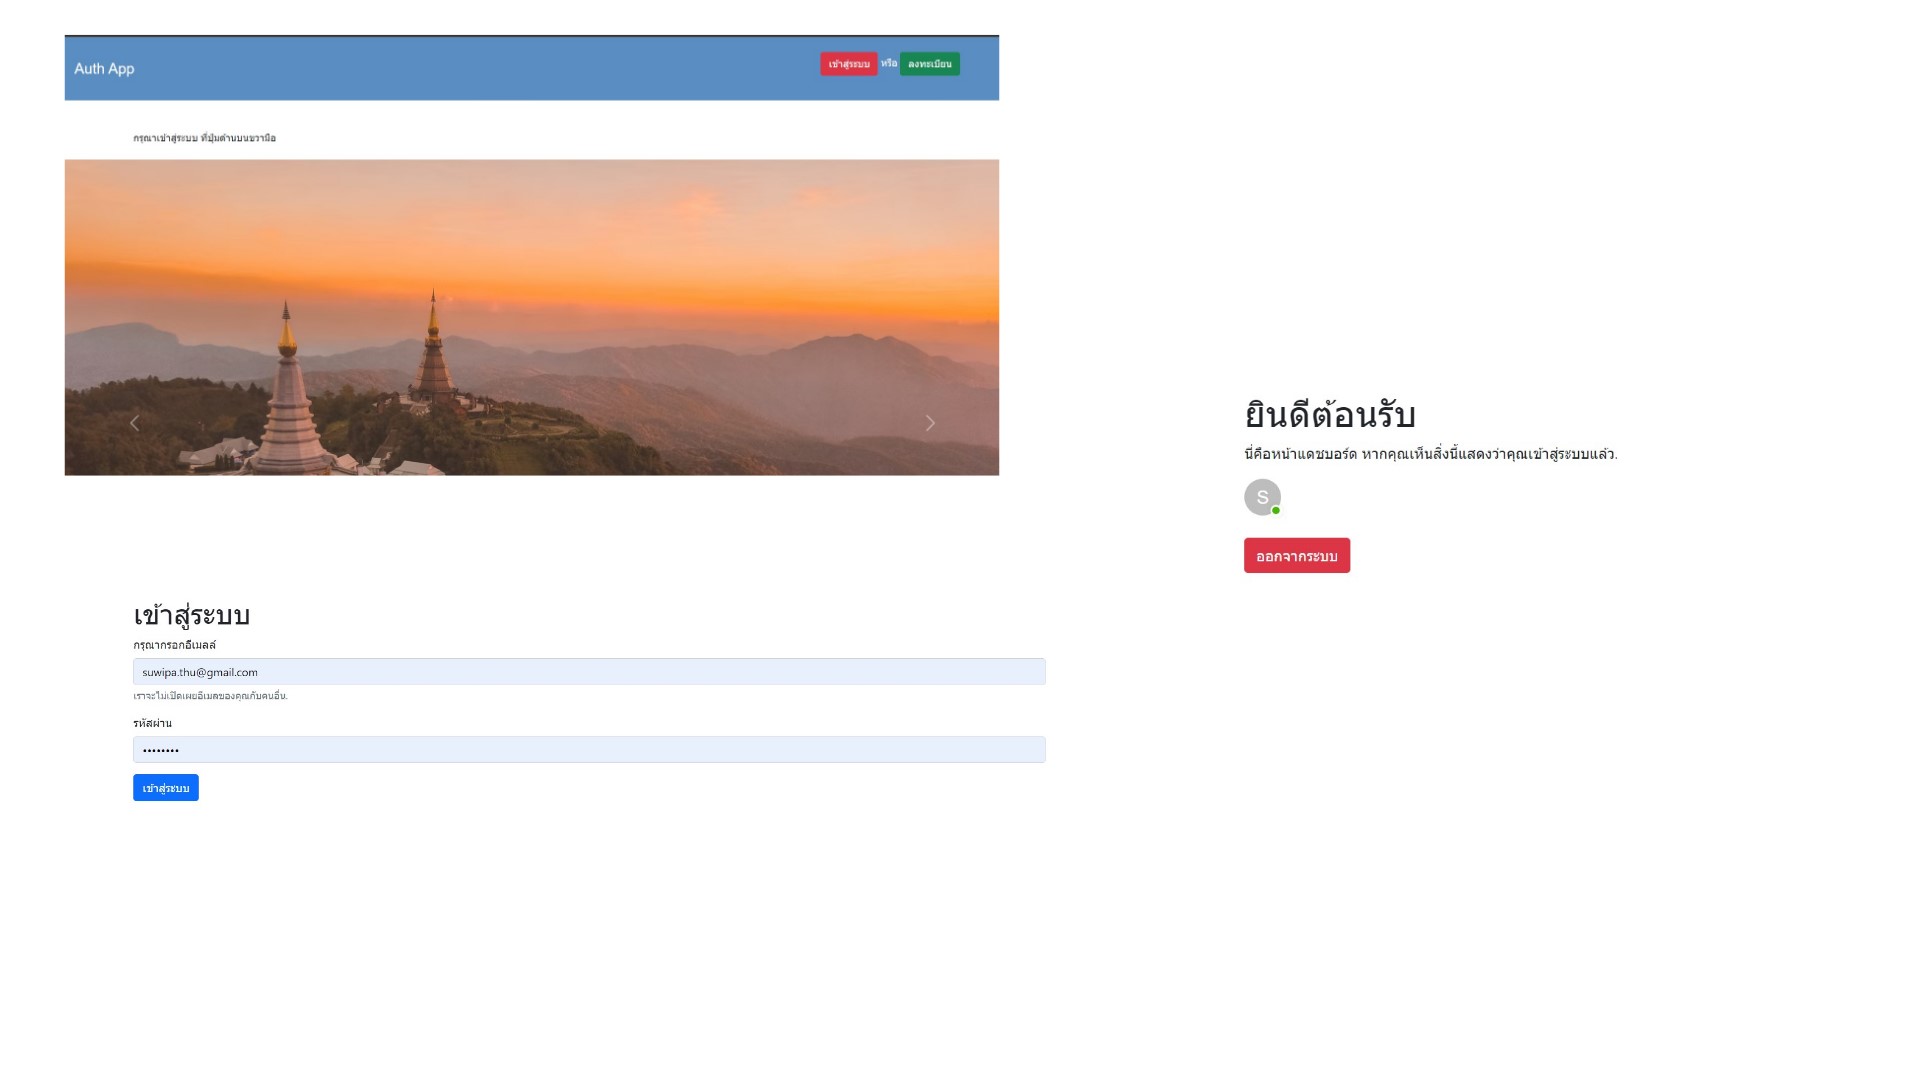 Auth App
เข้าสู่ระบบ หรือ ลงทะเบียน
กรุณาเข้าสู่ระบบ ที่ปุ่มด้านบนขวามือ
เข้าสู่ระบบ
กรุณากรอกอีเมลล์
suwipa.thu@gmail.com
เราจะไม่เปิดเผยอีเมลของคุณกับคนอื่น.
รหัสผ่าน
••••••••
เข้าสู่ระบบ
ยินดีต้อนรับ
นี่คือหน้าแดชบอร์ด หากคุณเห็นสิ่งนี้แสดงว่าคุณเข้าสู่ระบบแล้ว.
S
ออกจากระบบ